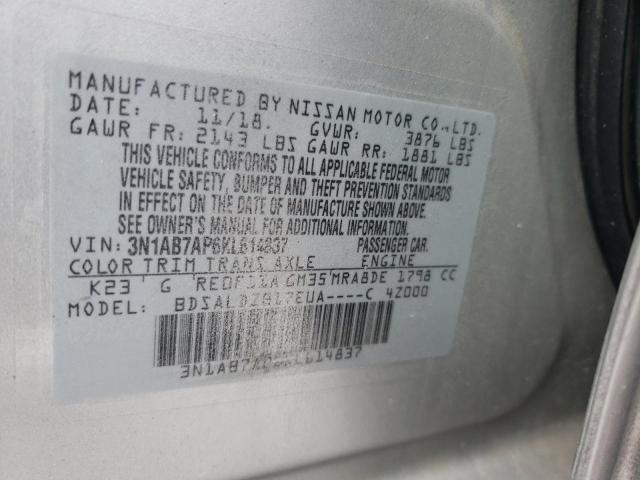 MANUFACTURED BY NISSAN MOTOR CO.,LTD.
DATE: 11/18. GVWR: 3876 LBS
GAWR FR: 2143 LBS GAWR RR: 1881 LBS
THIS VEHICLE CONFORMS TO ALL APPLICABLE FEDERAL MOTOR
VEHICLE SAFETY, BUMPER AND THEFT PREVENTION STANDARDS
IN EFFECT ON THE DATE OF MANUFACTURE SHOWN ABOVE.
SEE OWNER'S MANUAL FOR ADDITIONAL INFORMATION.
VIN: 3N1AB7AP6KL614837 PASSENGER CAR.
COLOR TRIM TRANS AXLE ENGINE
K23 G MRA8DE 1798 CC
MODEL: C 4Z000